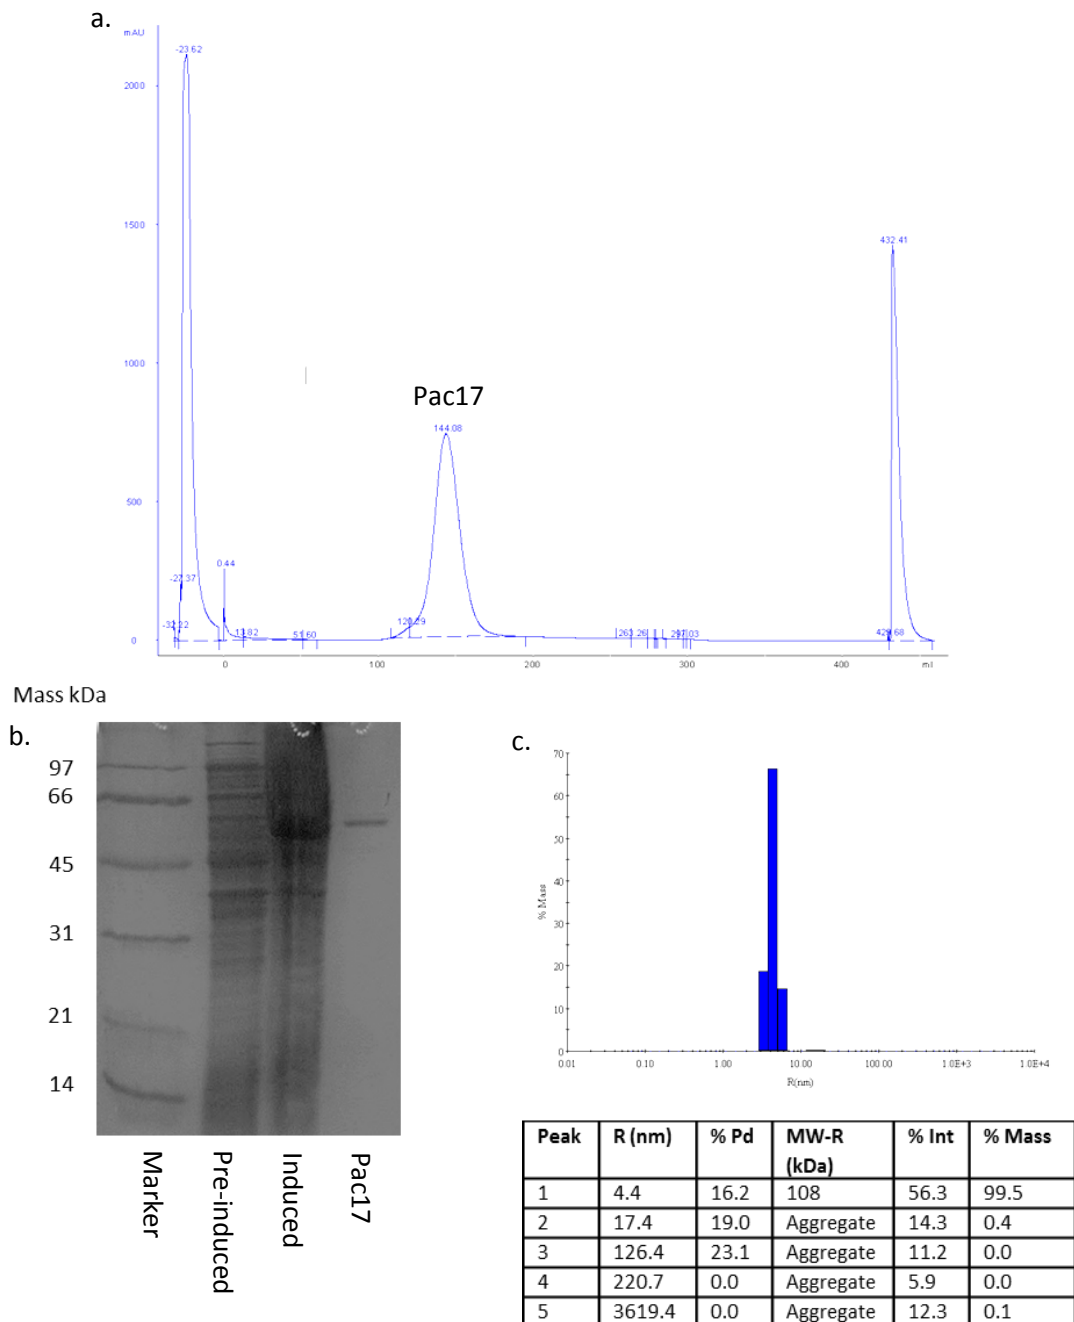 a.
mAU
-23.62
2000
1500
432.41
1000
Pac17
144.08
500
0.44
-27.37
-32.22
13.82
51.60
120.29
263.26
297.03
429.68
0
0
100
200
300
400
ml
Mass kDa
b.
97
66
45
31
21
14
Marker
Pre-induced
Induced
Pac17
c.
70
60
50
40
30
20
10
0
% Mass
0.01
0.10
1.00
10.00
100.00
1.0E+3
1.0E+4
R(nm)
Peak R (nm) % Pd MW-R (kDa) % Int % Mass
1 4.4 16.2 108 56.3 99.5
2 17.4 19.0 Aggregate 14.3 0.4
3 126.4 23.1 Aggregate 11.2 0.0
4 220.7 0.0 Aggregate 5.9 0.0
5 3619.4 0.0 Aggregate 12.3 0.1